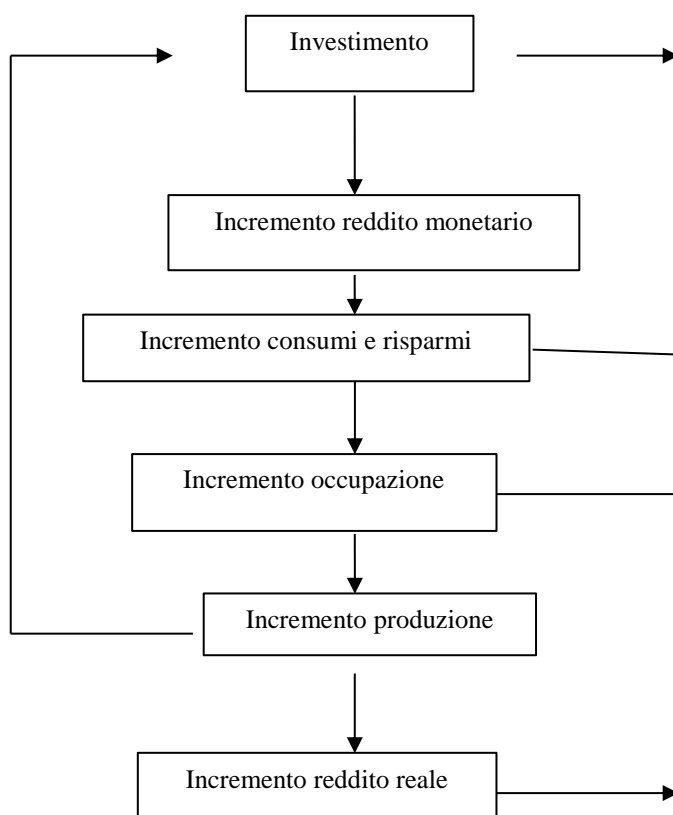 Investimento
Incremento reddito monetario
Incremento consumi e risparmi
Incremento occupazione
Incremento produzione
Incremento reddito reale